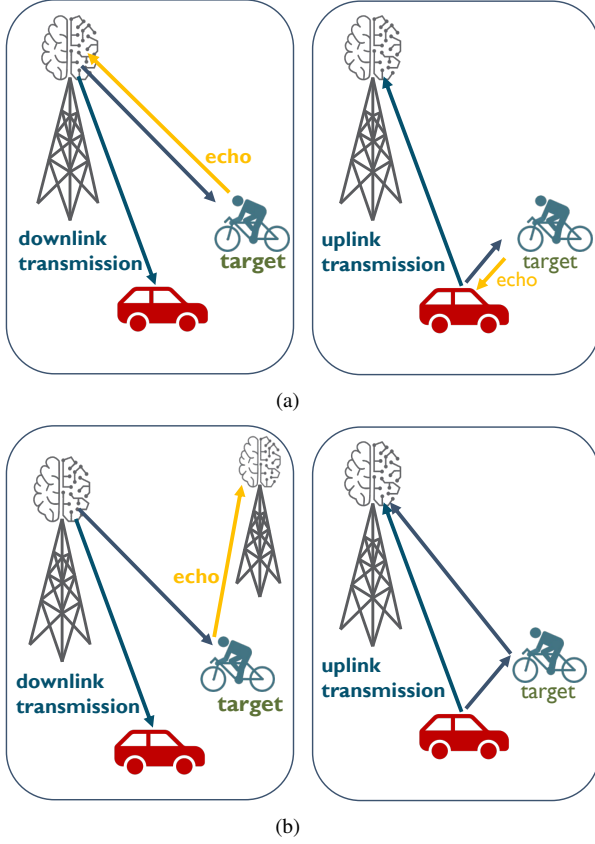 echo
downlink
transmission
target
uplink
transmission
target
echo
(a)
echo
downlink
transmission
target
uplink
transmission
target
(b)